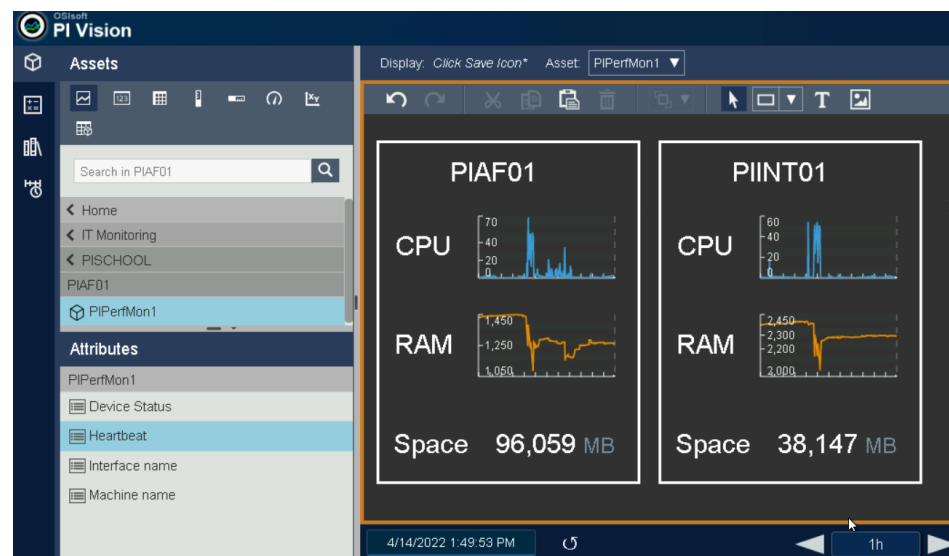 OSIsoft
PI Vision
Assets
123
Search in PIAF01
Home
IT Monitoring
PISCHOOL
PIAF01
PIPerfMon1
Attributes
PIPerfMon1
Device Status
Heartbeat
Interface name
Machine name
Display: Click Save Icon* Asset: PIPerfMon1
T
PIAF01
CPU
70
40
20
0
RAM
1,450
1,250
1,050
Space 96,059 MB
PIINT01
CPU
60
40
20
0
RAM
2,450
2,300
2,200
2,000
Space 38,147 MB
4/14/2022 1:49:53 PM
1h